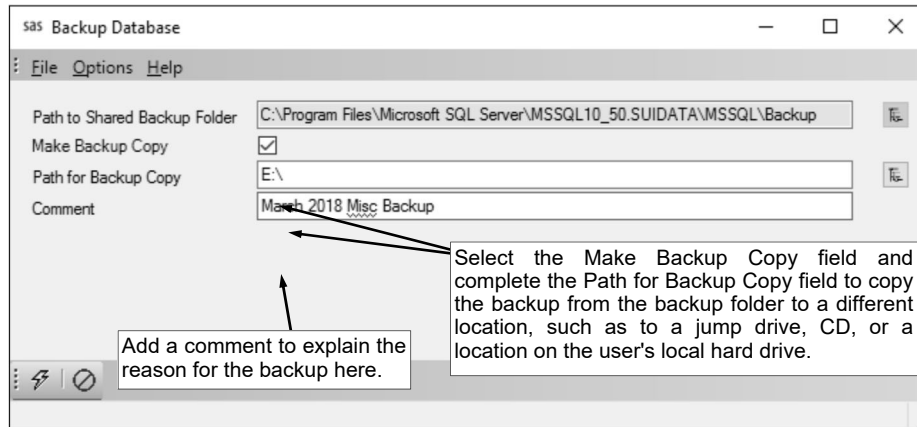 sas Backup Database
File Options Help
Path to Shared Backup Folder C:\Program Files\Microsoft SQL Server\MSSQL10_50.SUIDATA\MSSQL\Backup
Make Backup Copy
Path for Backup Copy E:\
Comment March 2018 Misc Backup
Select the Make Backup Copy field and
complete the Path for Backup Copy field to copy
the backup from the backup folder to a different
location, such as to a jump drive, CD, or a
location on the user's local hard drive.
Add a comment to explain the
reason for the backup here.